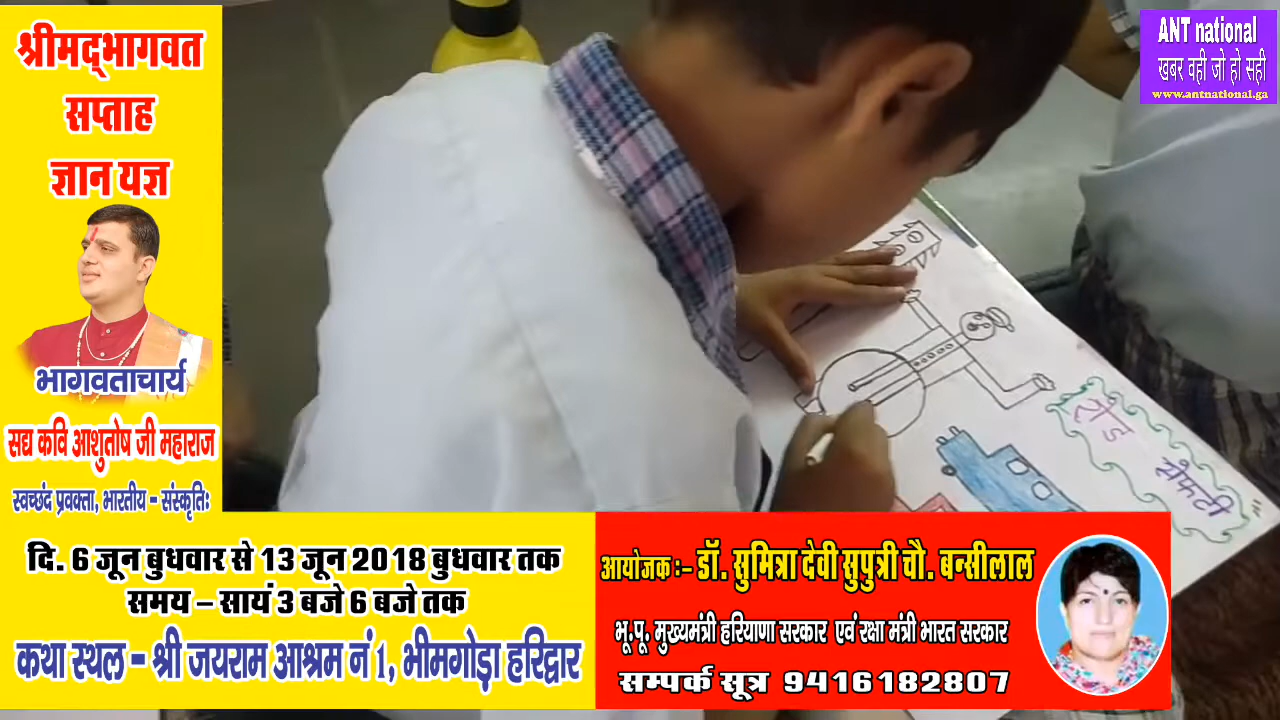 श्रीमद्भागवत
सप्ताह
ज्ञान यज्ञ
भागवताचार्य
सद्य कवि आशुतोष जी महाराज
स्वच्छंद प्रवक्ता, भारतीय - संस्कृतिः
दि. 6 जून बुधवार से 13 जून 2018 बुधवार तक
समय – सायं 3 बजे 6 बजे तक
कथा स्थल - श्री जयराम आश्रम नं 1, भीमगोड़ा हरिद्वार
आयोजक :- डॉ. सुमित्रा देवी सुपुत्री चौ. बन्सीलाल
भू.पू. मुख्यमंत्री हरियाणा सरकार एवं रक्षा मंत्री भारत सरकार
सम्पर्क सूत्र 9416182807
ANT national
खबर वही जो हो सही
www.antnational.ga
रोड
सेफटी